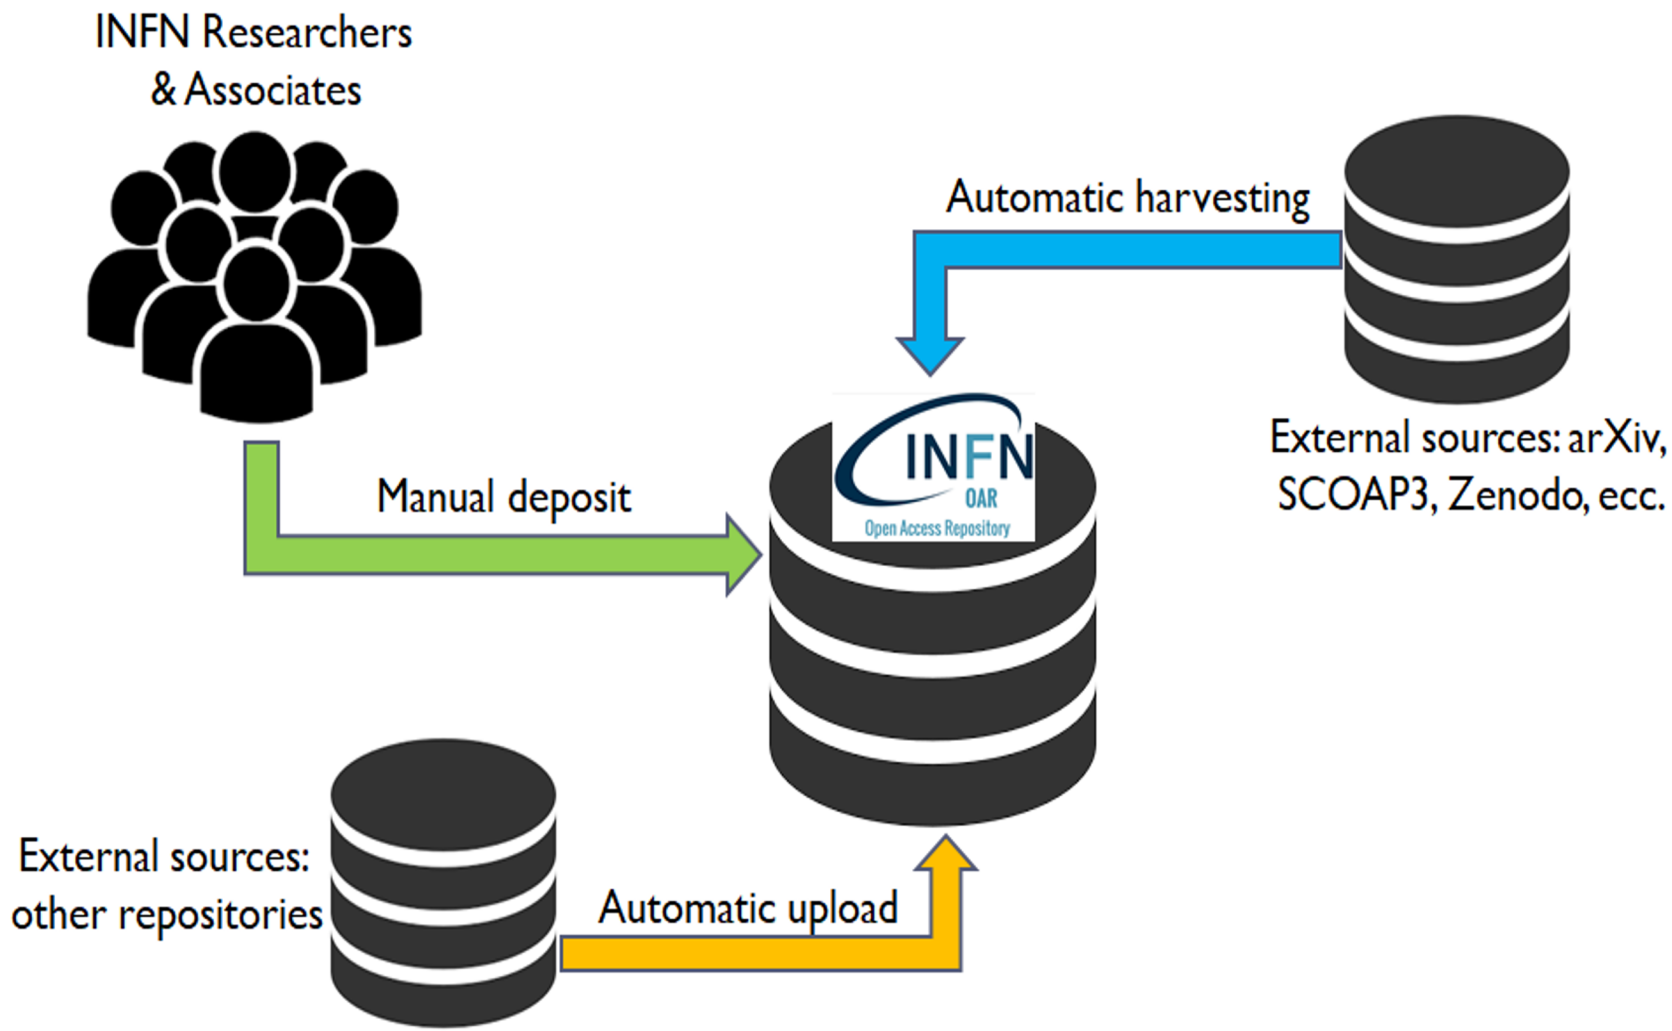 INFN Researchers
& Associates
Automatic harvesting
External sources: arXiv,
SCOAP3, Zenodo, ecc.
Manual deposit
INFN
OAR
Open Access Repository
External sources:
other repositories
Automatic upload